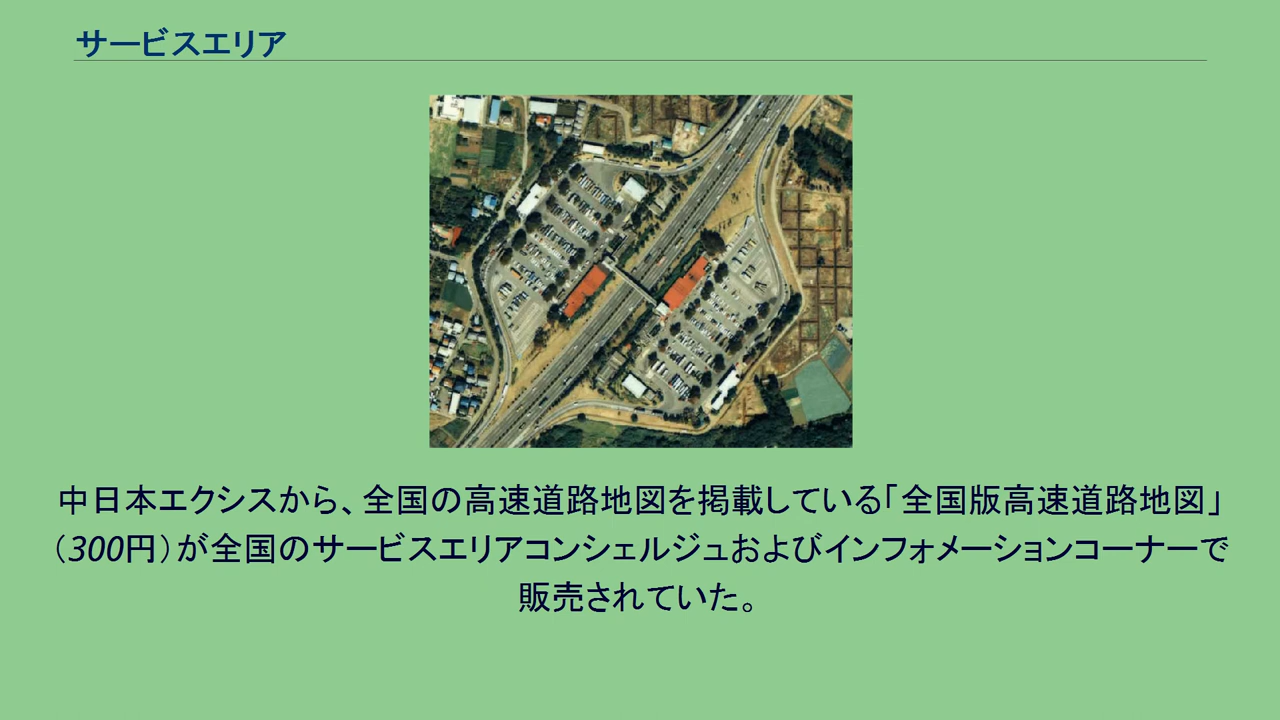 サービスエリア
中日本エクシスから、全国の高速道路地図を掲載している「全国版高速道路地図」
（300円）が全国のサービスエリアコンシェルジュおよびインフォメーションコーナーで
販売されていた。